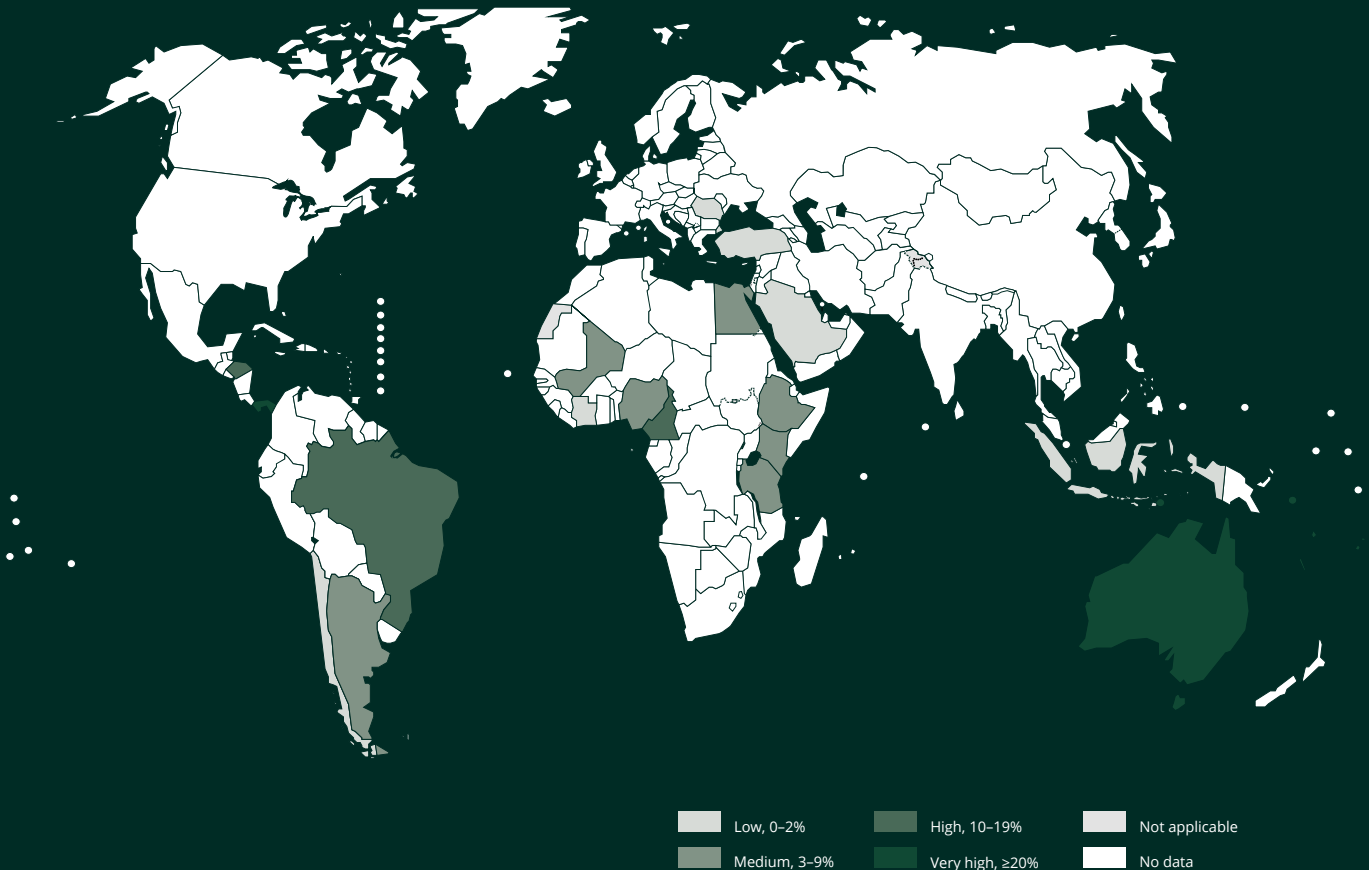 Low, 0–2%
High, 10–19%
Not applicable
Medium, 3–9%
Very high, ≥20%
No data